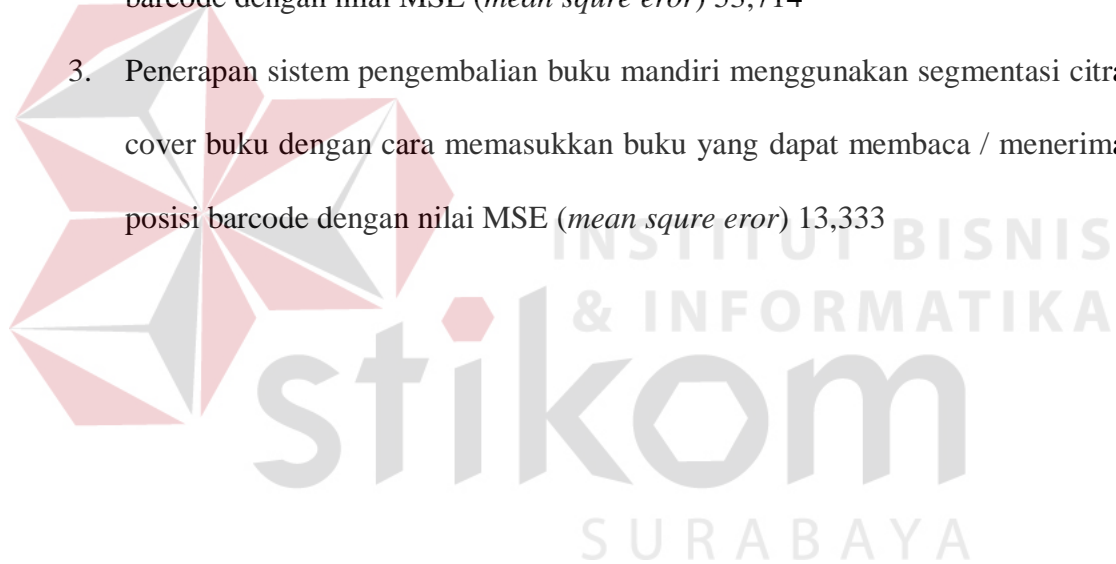 barcode dengan nilai MSE (mean squre eror) 53,714
3. Penerapan sistem pengembalian buku mandiri menggunakan segmentasi citra
cover buku dengan cara memasukkan buku yang dapat membaca / menerima
posisi barcode dengan nilai MSE (mean squre eror) 13,333
INSTITUT BISNIS
& INFORMATIKA
stikom
SURABAYA